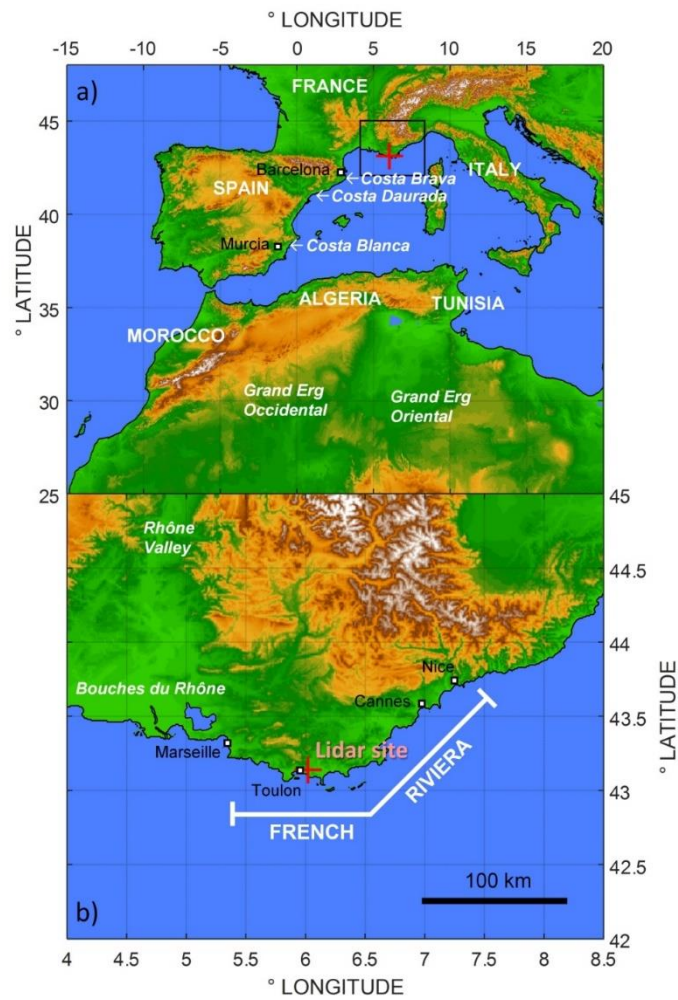 ° LONGITUDE
-15 -10 -5 0 5 10 15 20
a)
FRANCE
45
Barcelona
←Costa Brava
ITALY
SPAIN
←Costa Daurada
40
Murcia
←Costa Blanca
° LATITUDE
35
ALGERIA
TUNISIA
MOROCCO
30
Grand Erg
Occidental
Grand Erg
Oriental
25
45
Rhône
Valley
44.5
44
Nice
Bouches du Rhône
Cannes
43.5
Marseille
Lidar site
Toulon
RIVIERA
FRENCH
43
° LATITUDE
42.5
100 km
b)
42
4 4.5 5 5.5 6 6.5 7 7.5 8 8.5
° LONGITUDE